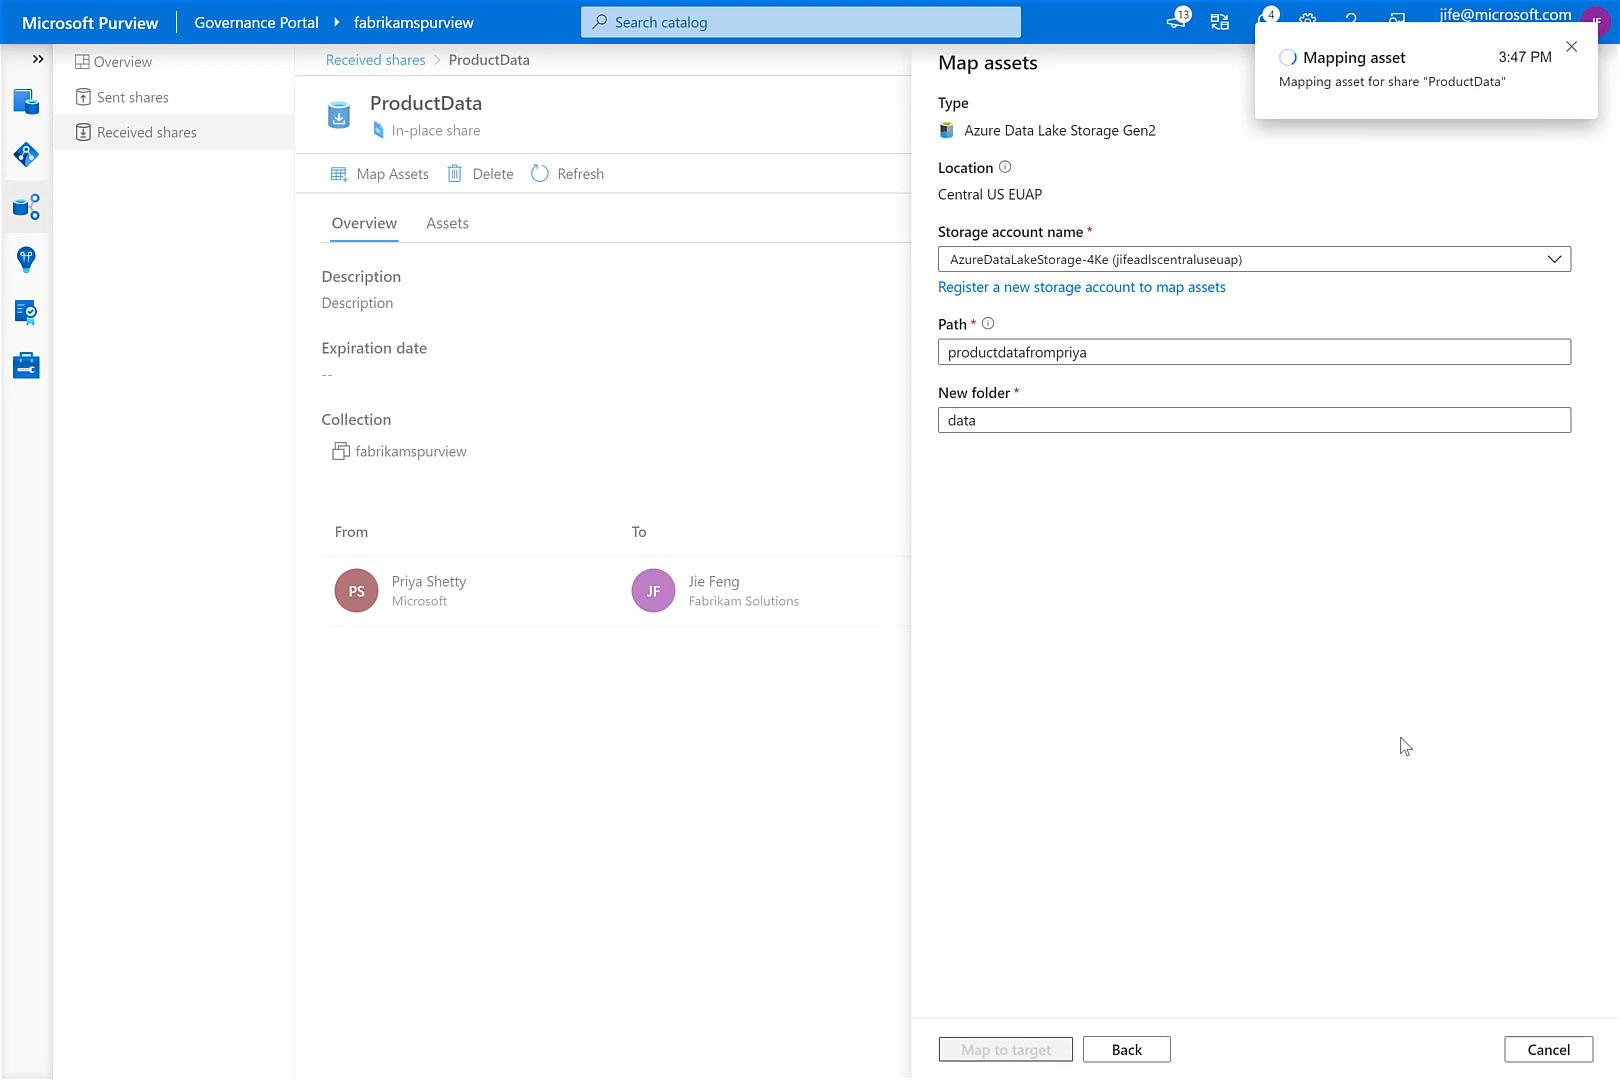 Microsoft Purview
Governance Portal
fabrikamspurview
Search catalog
13
4
jife@microsoft.com
JF
Mapping asset
3:47 PM
Mapping asset for share "ProductData"
Overview
Sent shares
Received shares
Received shares > ProductData
ProductData
In-place share
Map Assets
Delete
Refresh
Overview
Assets
Description
Description
Expiration date
--
Collection
fabrikamspurview
From
To
PS
Priya Shetty
Microsoft
JF
Jie Feng
Fabrikam Solutions
Map assets
Type
Azure Data Lake Storage Gen2
Location
Central US EUAP
Storage account name *
AzureDataLakeStorage-4Ke (jifeadlscentraluseuap)
Register a new storage account to map assets
Path *
productdatafrompriya
New folder *
data
Map to target
Back
Cancel